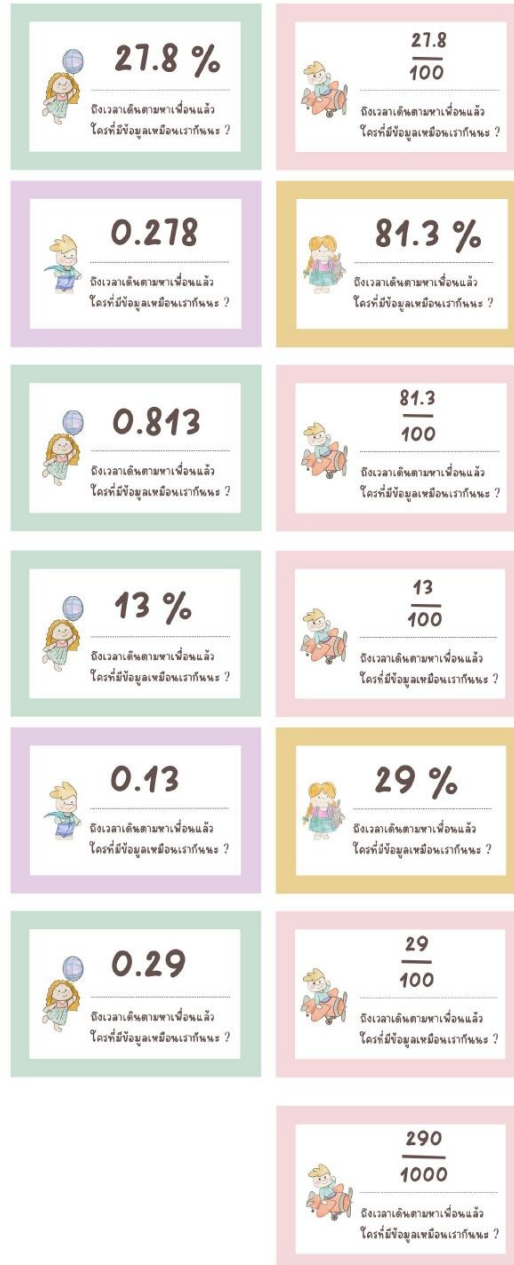 27.8 %
ถึงเวลาเดินตามหาเพื่อนแล้ว
ใครที่มีข้อมูลเหมือนเรากันนะ ?
27.8
100
ถึงเวลาเดินตามหาเพื่อนแล้ว
ใครที่มีข้อมูลเหมือนเรากันนะ ?
0.278
ถึงเวลาเดินตามหาเพื่อนแล้ว
ใครที่มีข้อมูลเหมือนเรากันนะ ?
81.3 %
ถึงเวลาเดินตามหาเพื่อนแล้ว
ใครที่มีข้อมูลเหมือนเรากันนะ ?
0.813
ถึงเวลาเดินตามหาเพื่อนแล้ว
ใครที่มีข้อมูลเหมือนเรากันนะ ?
81.3
100
ถึงเวลาเดินตามหาเพื่อนแล้ว
ใครที่มีข้อมูลเหมือนเรากันนะ ?
13 %
ถึงเวลาเดินตามหาเพื่อนแล้ว
ใครที่มีข้อมูลเหมือนเรากันนะ ?
13
100
ถึงเวลาเดินตามหาเพื่อนแล้ว
ใครที่มีข้อมูลเหมือนเรากันนะ ?
0.13
ถึงเวลาเดินตามหาเพื่อนแล้ว
ใครที่มีข้อมูลเหมือนเรากันนะ ?
29 %
ถึงเวลาเดินตามหาเพื่อนแล้ว
ใครที่มีข้อมูลเหมือนเรากันนะ ?
0.29
ถึงเวลาเดินตามหาเพื่อนแล้ว
ใครที่มีข้อมูลเหมือนเรากันนะ ?
29
100
ถึงเวลาเดินตามหาเพื่อนแล้ว
ใครที่มีข้อมูลเหมือนเรากันนะ ?
290
1000
ถึงเวลาเดินตามหาเพื่อนแล้ว
ใครที่มีข้อมูลเหมือนเรากันนะ ?